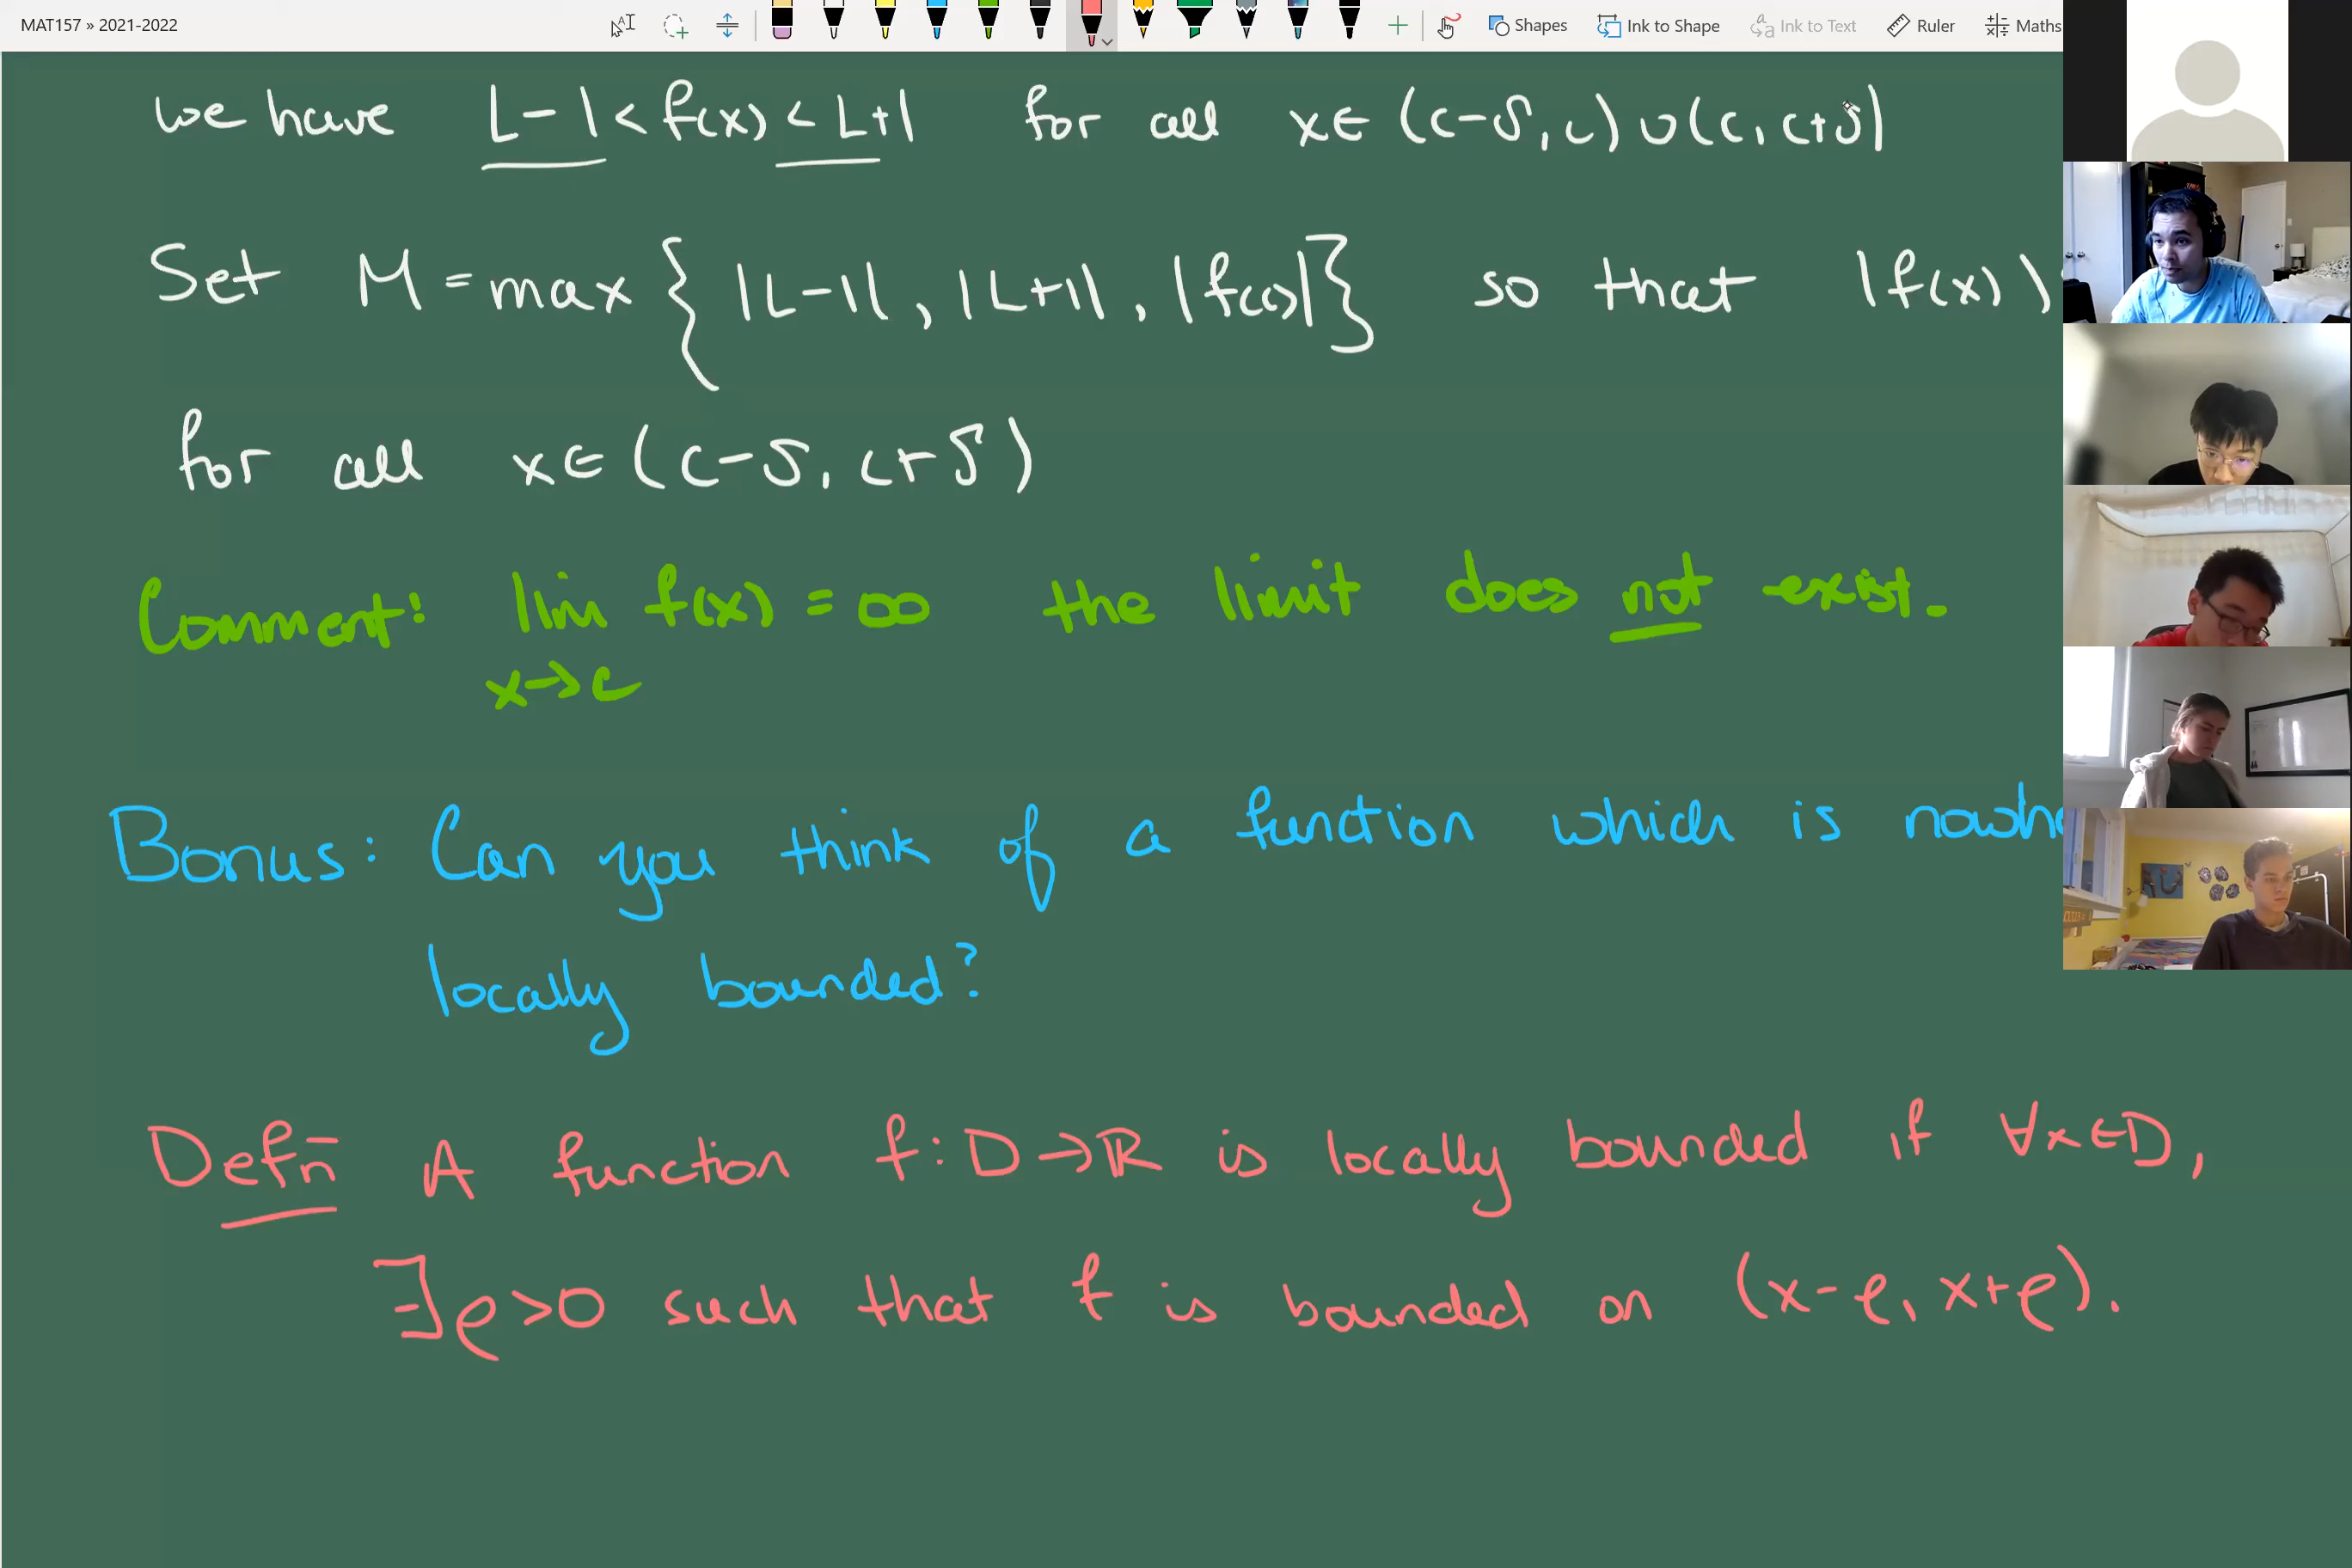 MAT157 » 2021-2022
Shapes Ink to Shape Ink to Text Ruler Maths
we have L-1 < f(x) < L+1 for all x∈ (c-δ, c) ∪ (c, c+δ)
Set M = max { |L-1|, |L+1|, |f(c)| } so that |f(x)|
for all x∈ (c-δ, c+δ)
Comment: lim f(x) = ∞ the limit does not exist.
x→c
Bonus: Can you think of a function which is
locally bounded?
Defn A function f: D→ℝ is locally bounded if ∀x∈D,
∃ρ>0 such that f is bounded on (x-ρ, x+ρ).